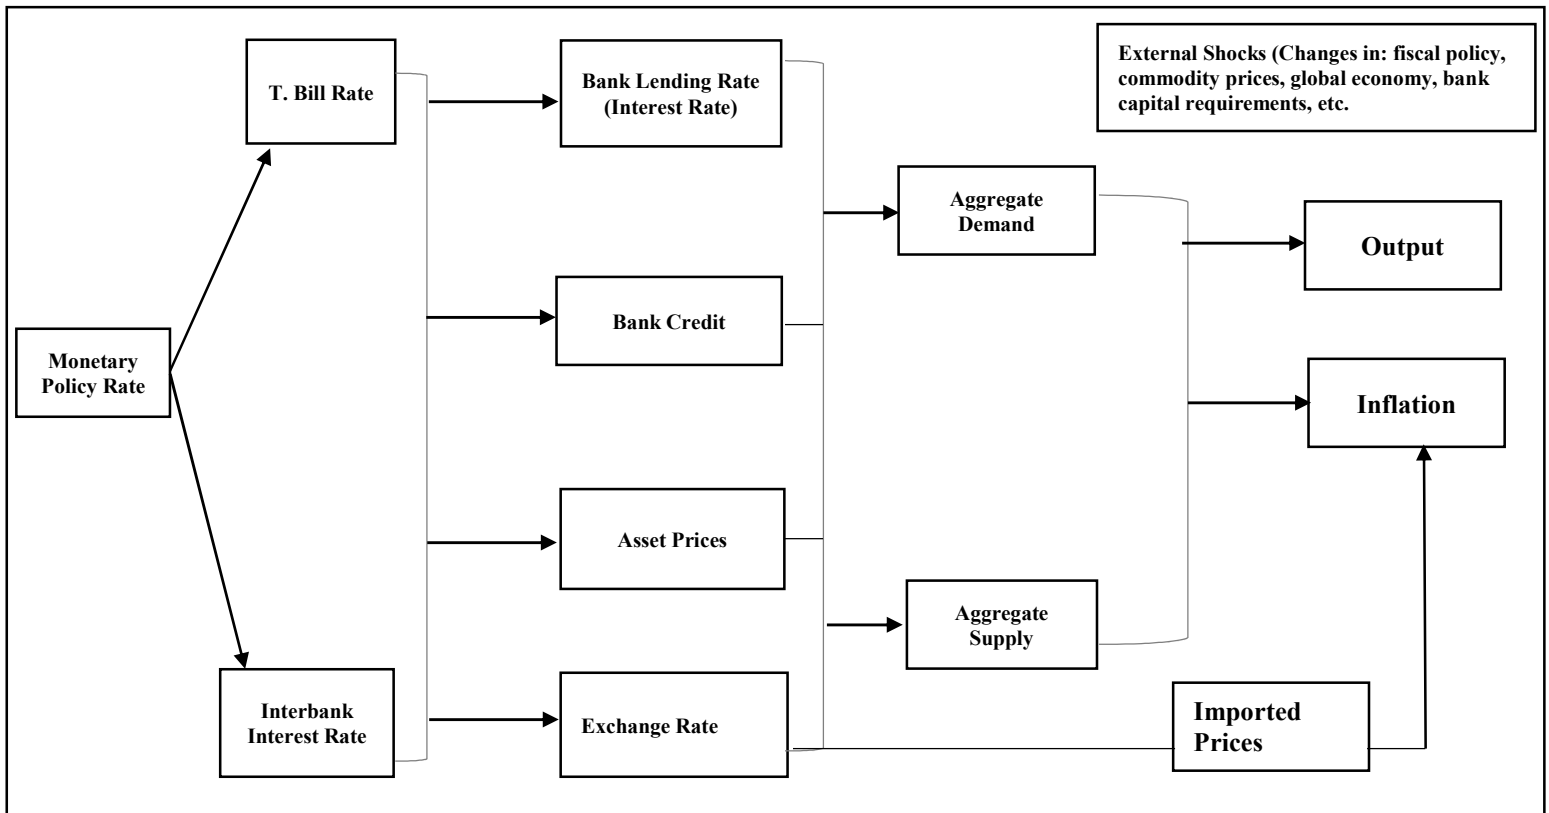 T. Bill Rate
Bank Lending Rate
(Interest Rate)
External Shocks (Changes in: fiscal policy,
commodity prices, global economy, bank
capital requirements, etc.
Aggregate
Demand
Output
Bank Credit
Monetary
Policy Rate
Inflation
Asset Prices
Aggregate
Supply
Interbank
Interest Rate
Exchange Rate
Imported
Prices